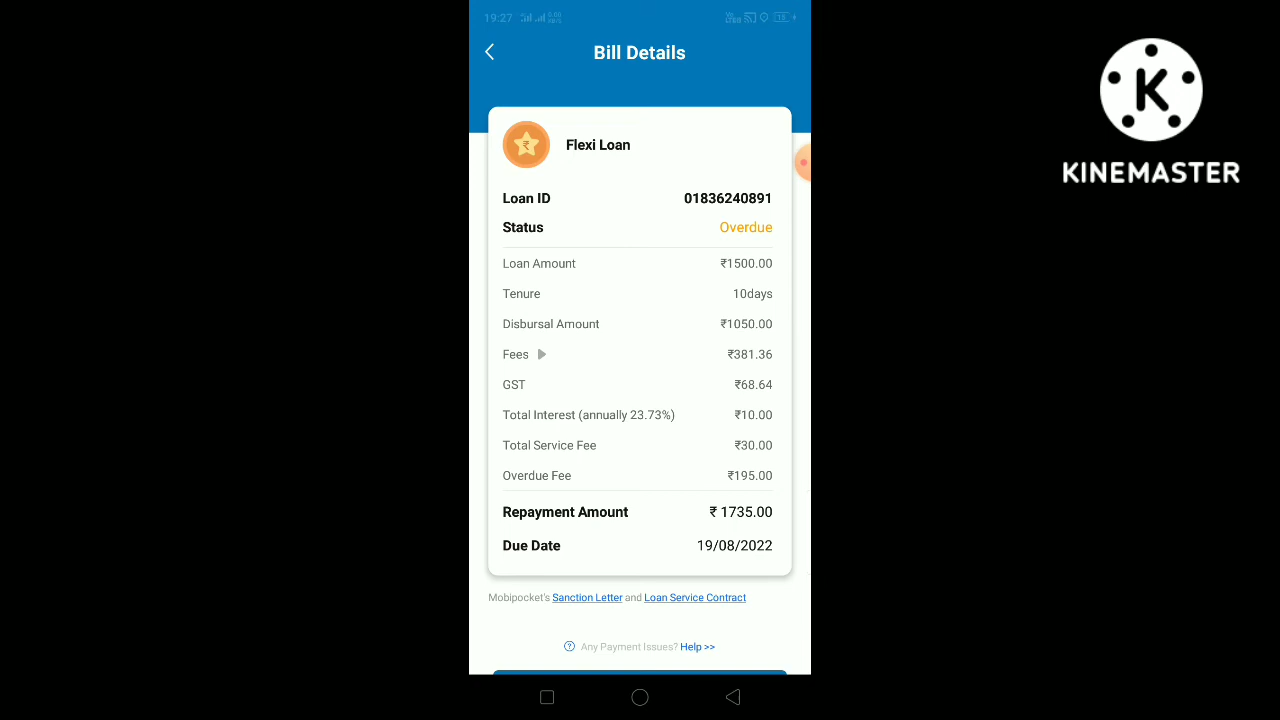 19:27
Bill Details
Flexi Loan
Loan ID 01836240891
Status Overdue
Loan Amount ₹1500.00
Tenure 10days
Disbursal Amount ₹1050.00
Fees ₹381.36
GST ₹68.64
Total Interest (annually 23.73%) ₹10.00
Total Service Fee ₹30.00
Overdue Fee ₹195.00
Repayment Amount ₹ 1735.00
Due Date 19/08/2022
Mobipocket's Sanction Letter and Loan Service Contract
Any Payment Issues? Help >>
K
KINEMASTER